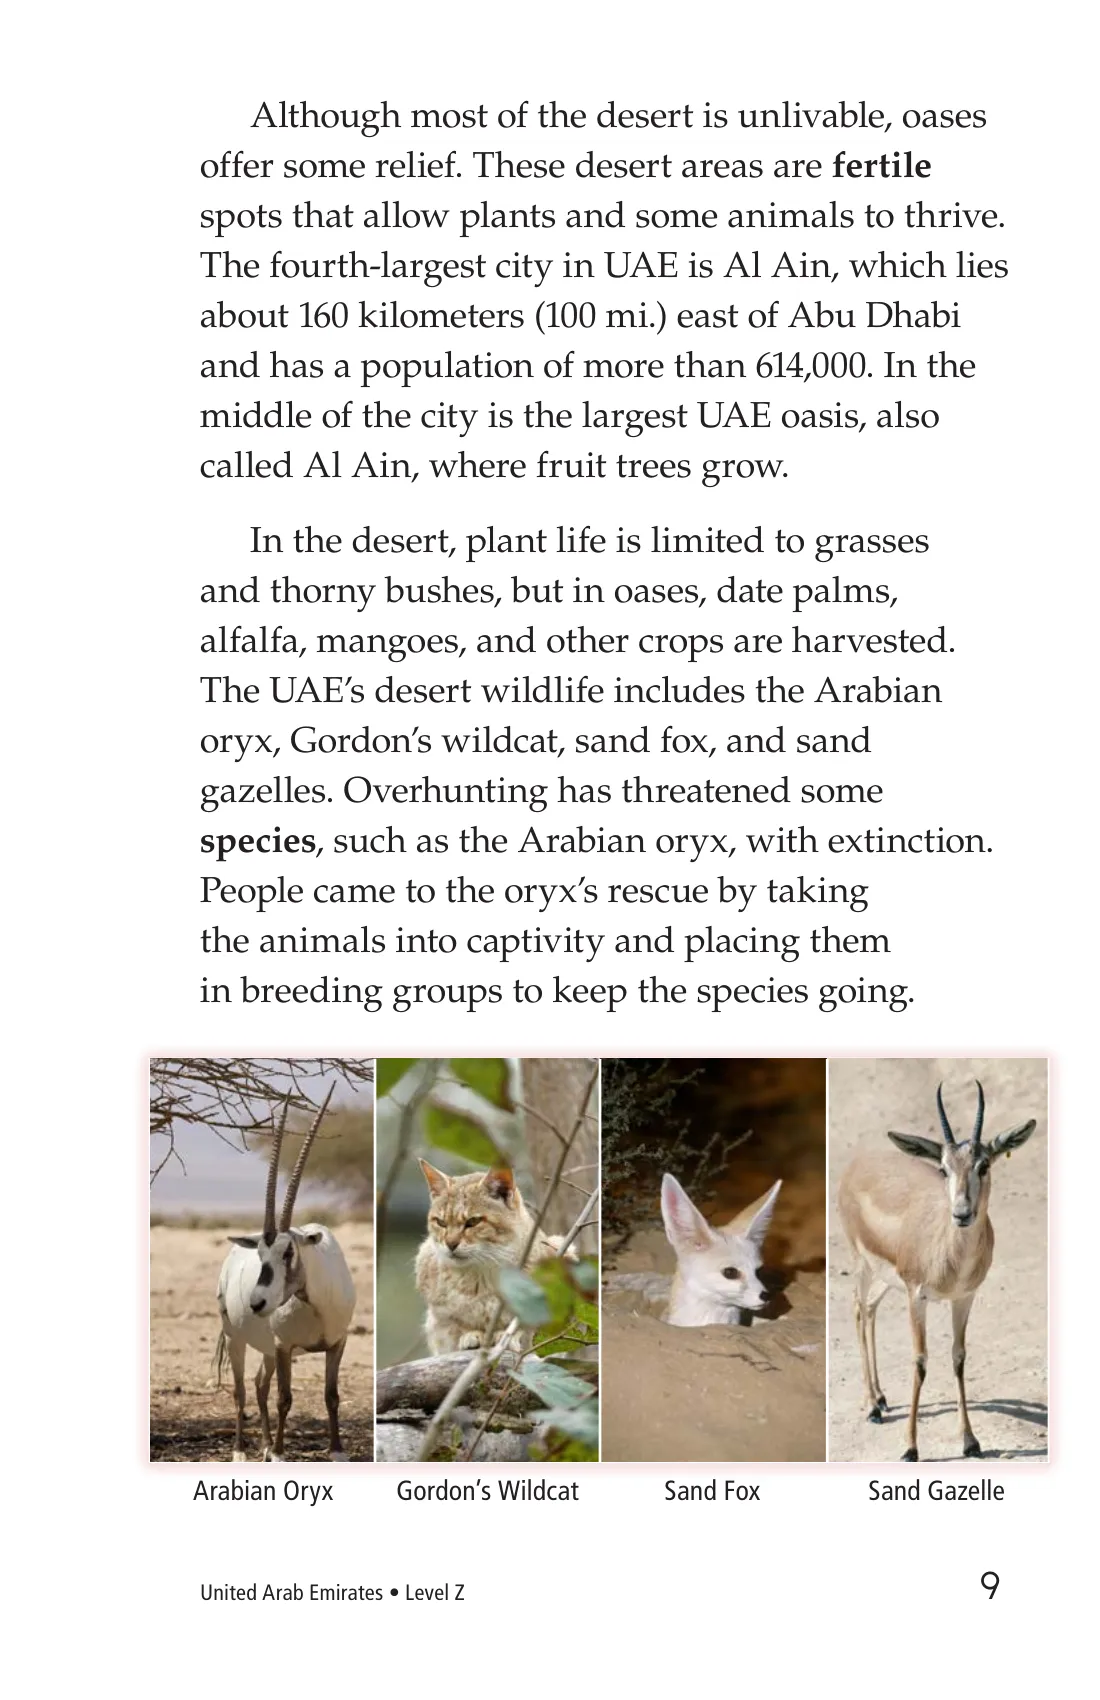 Although most of the desert is unlivable, oases
offer some relief. These desert areas are fertile
spots that allow plants and some animals to thrive.
The fourth-largest city in UAE is Al Ain, which lies
about 160 kilometers (100 mi.) east of Abu Dhabi
and has a population of more than 614,000. In the
middle of the city is the largest UAE oasis, also
called Al Ain, where fruit trees grow.
In the desert, plant life is limited to grasses
and thorny bushes, but in oases, date palms,
alfalfa, mangoes, and other crops are harvested.
The UAE’s desert wildlife includes the Arabian
oryx, Gordon’s wildcat, sand fox, and sand
gazelles. Overhunting has threatened some
species, such as the Arabian oryx, with extinction.
People came to the oryx’s rescue by taking
the animals into captivity and placing them
in breeding groups to keep the species going.
Arabian Oryx
Gordon’s Wildcat
Sand Fox
Sand Gazelle
United Arab Emirates • Level Z
9